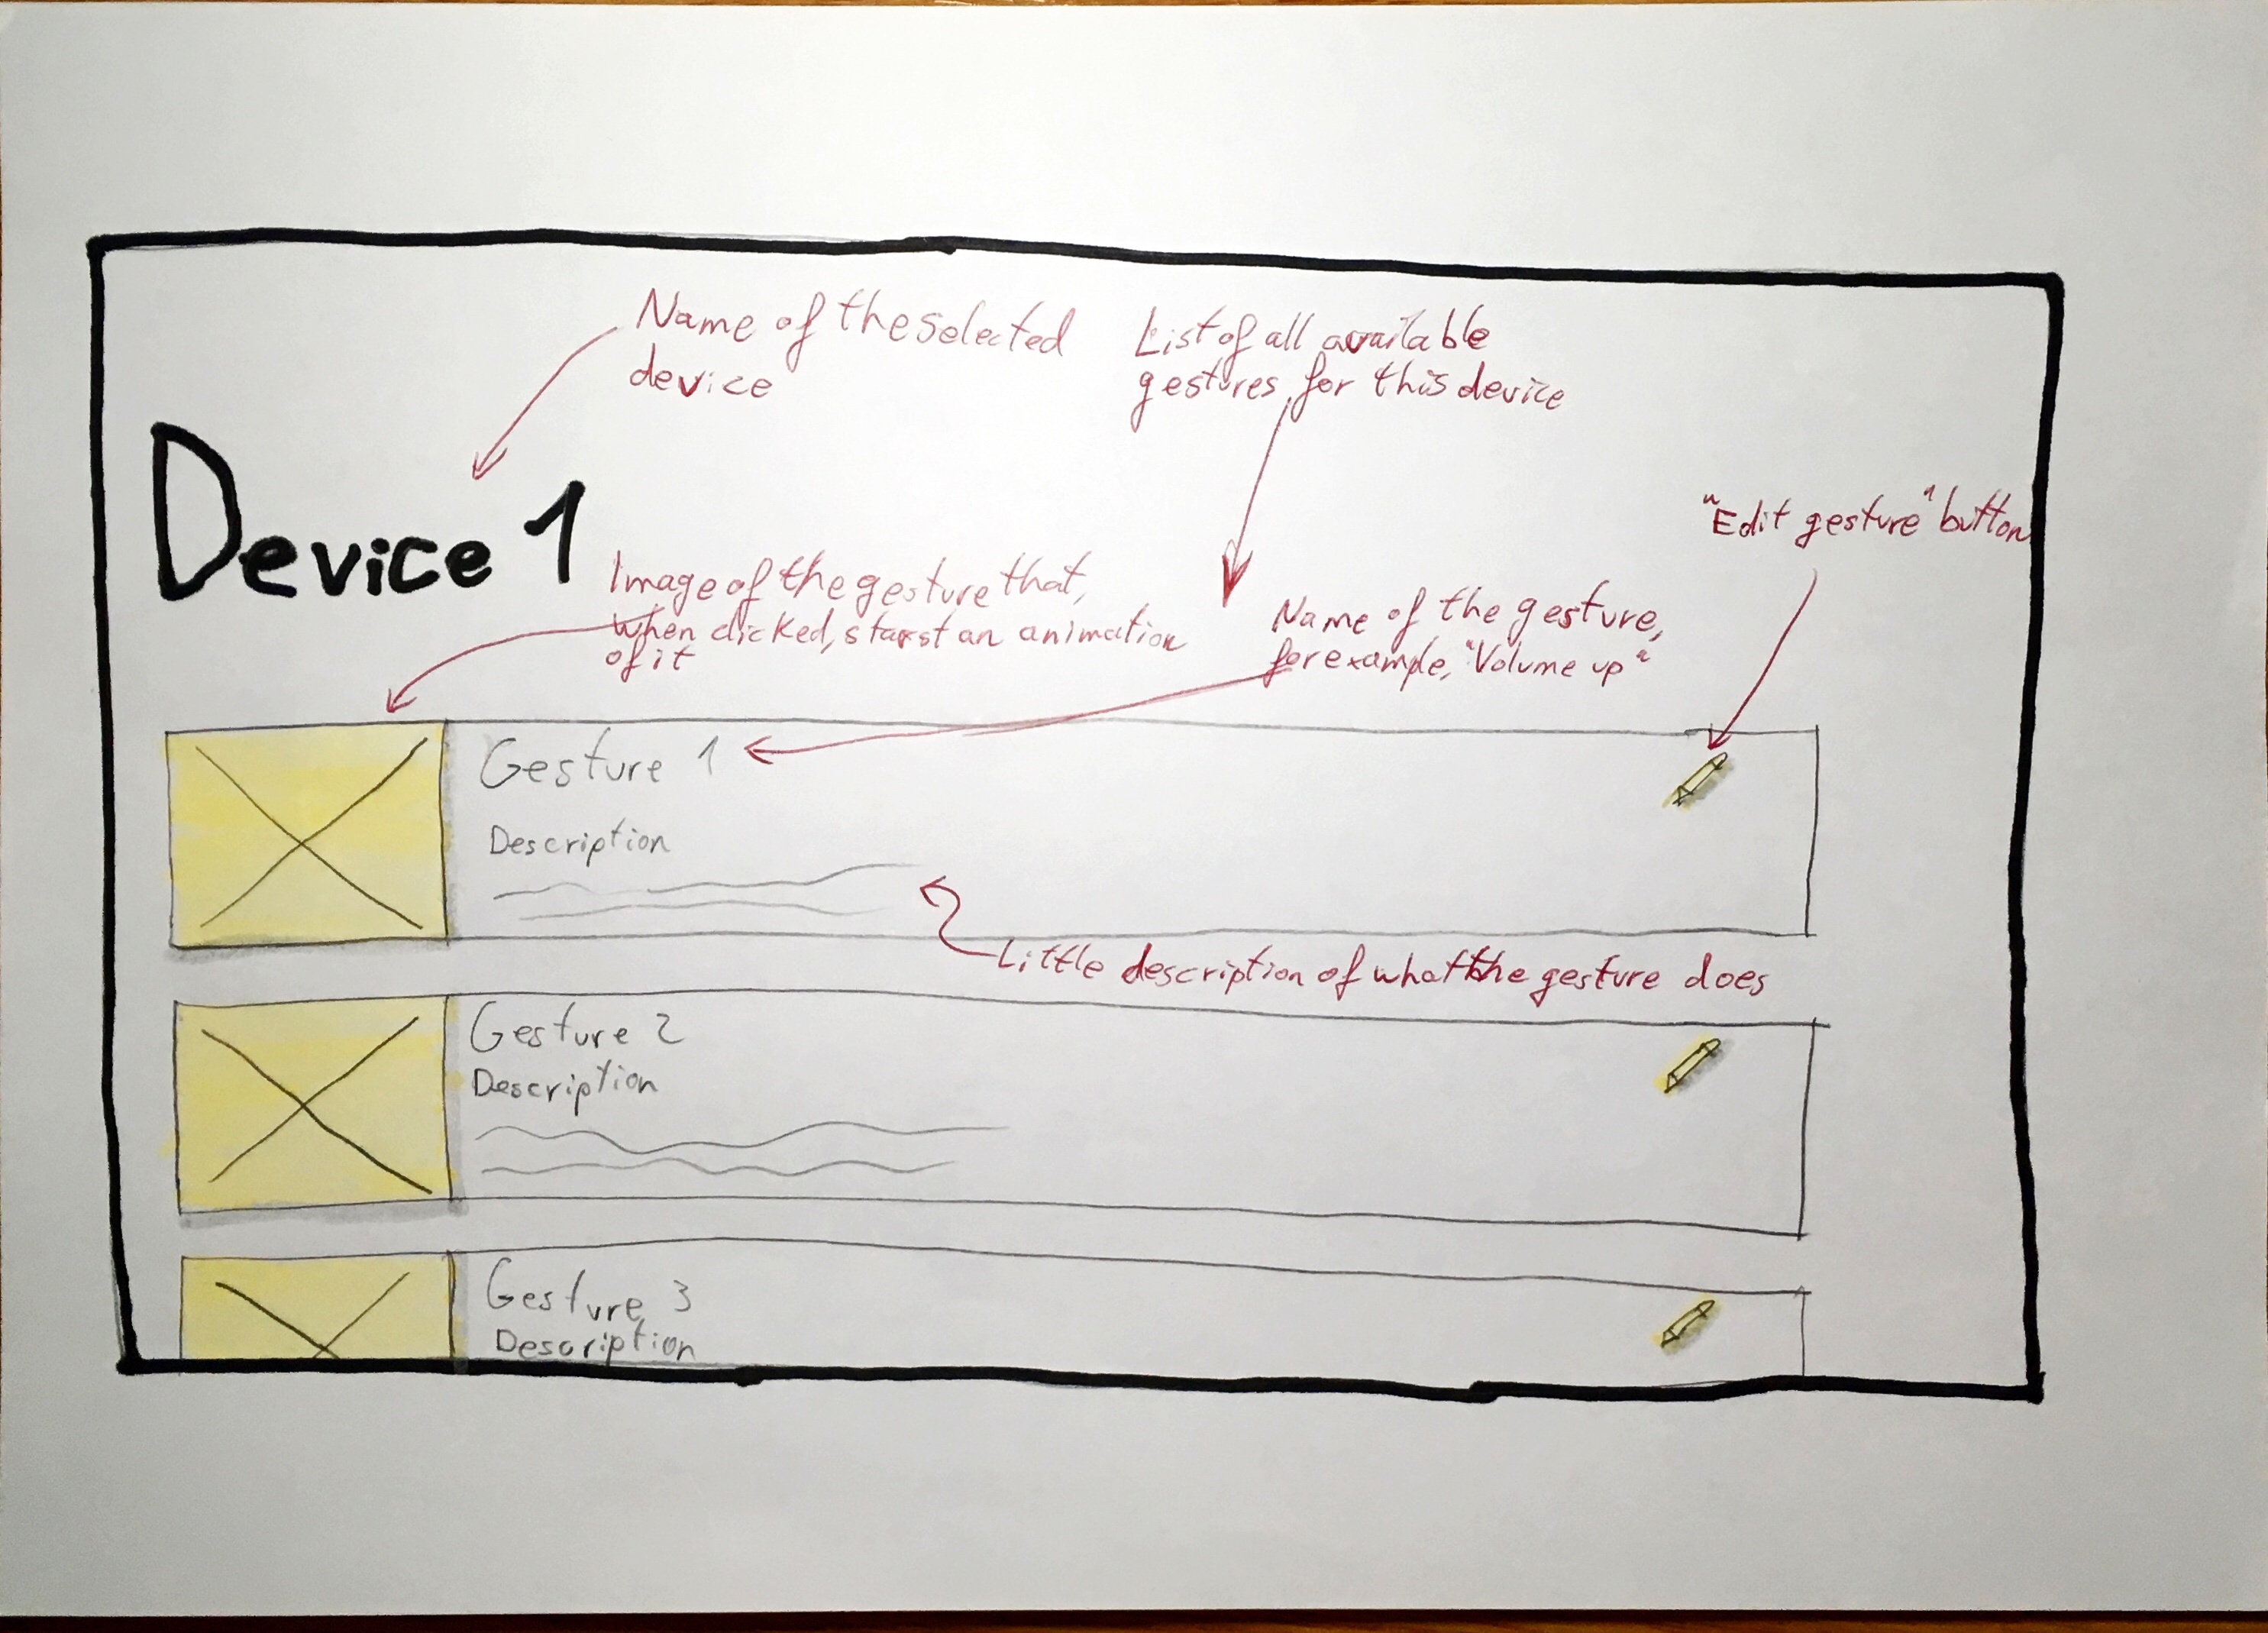 Name of the selected
device
List of all available
gestures for this device
"Edit gesture" button
Device 1
Image of the gesture that,
when clicked, starst an animation
of it
Name of the gesture,
for example, "Volume up"
Gesture 1
Description
Little description of what the gesture does
Gesture 2
Description
Gesture 3
Description